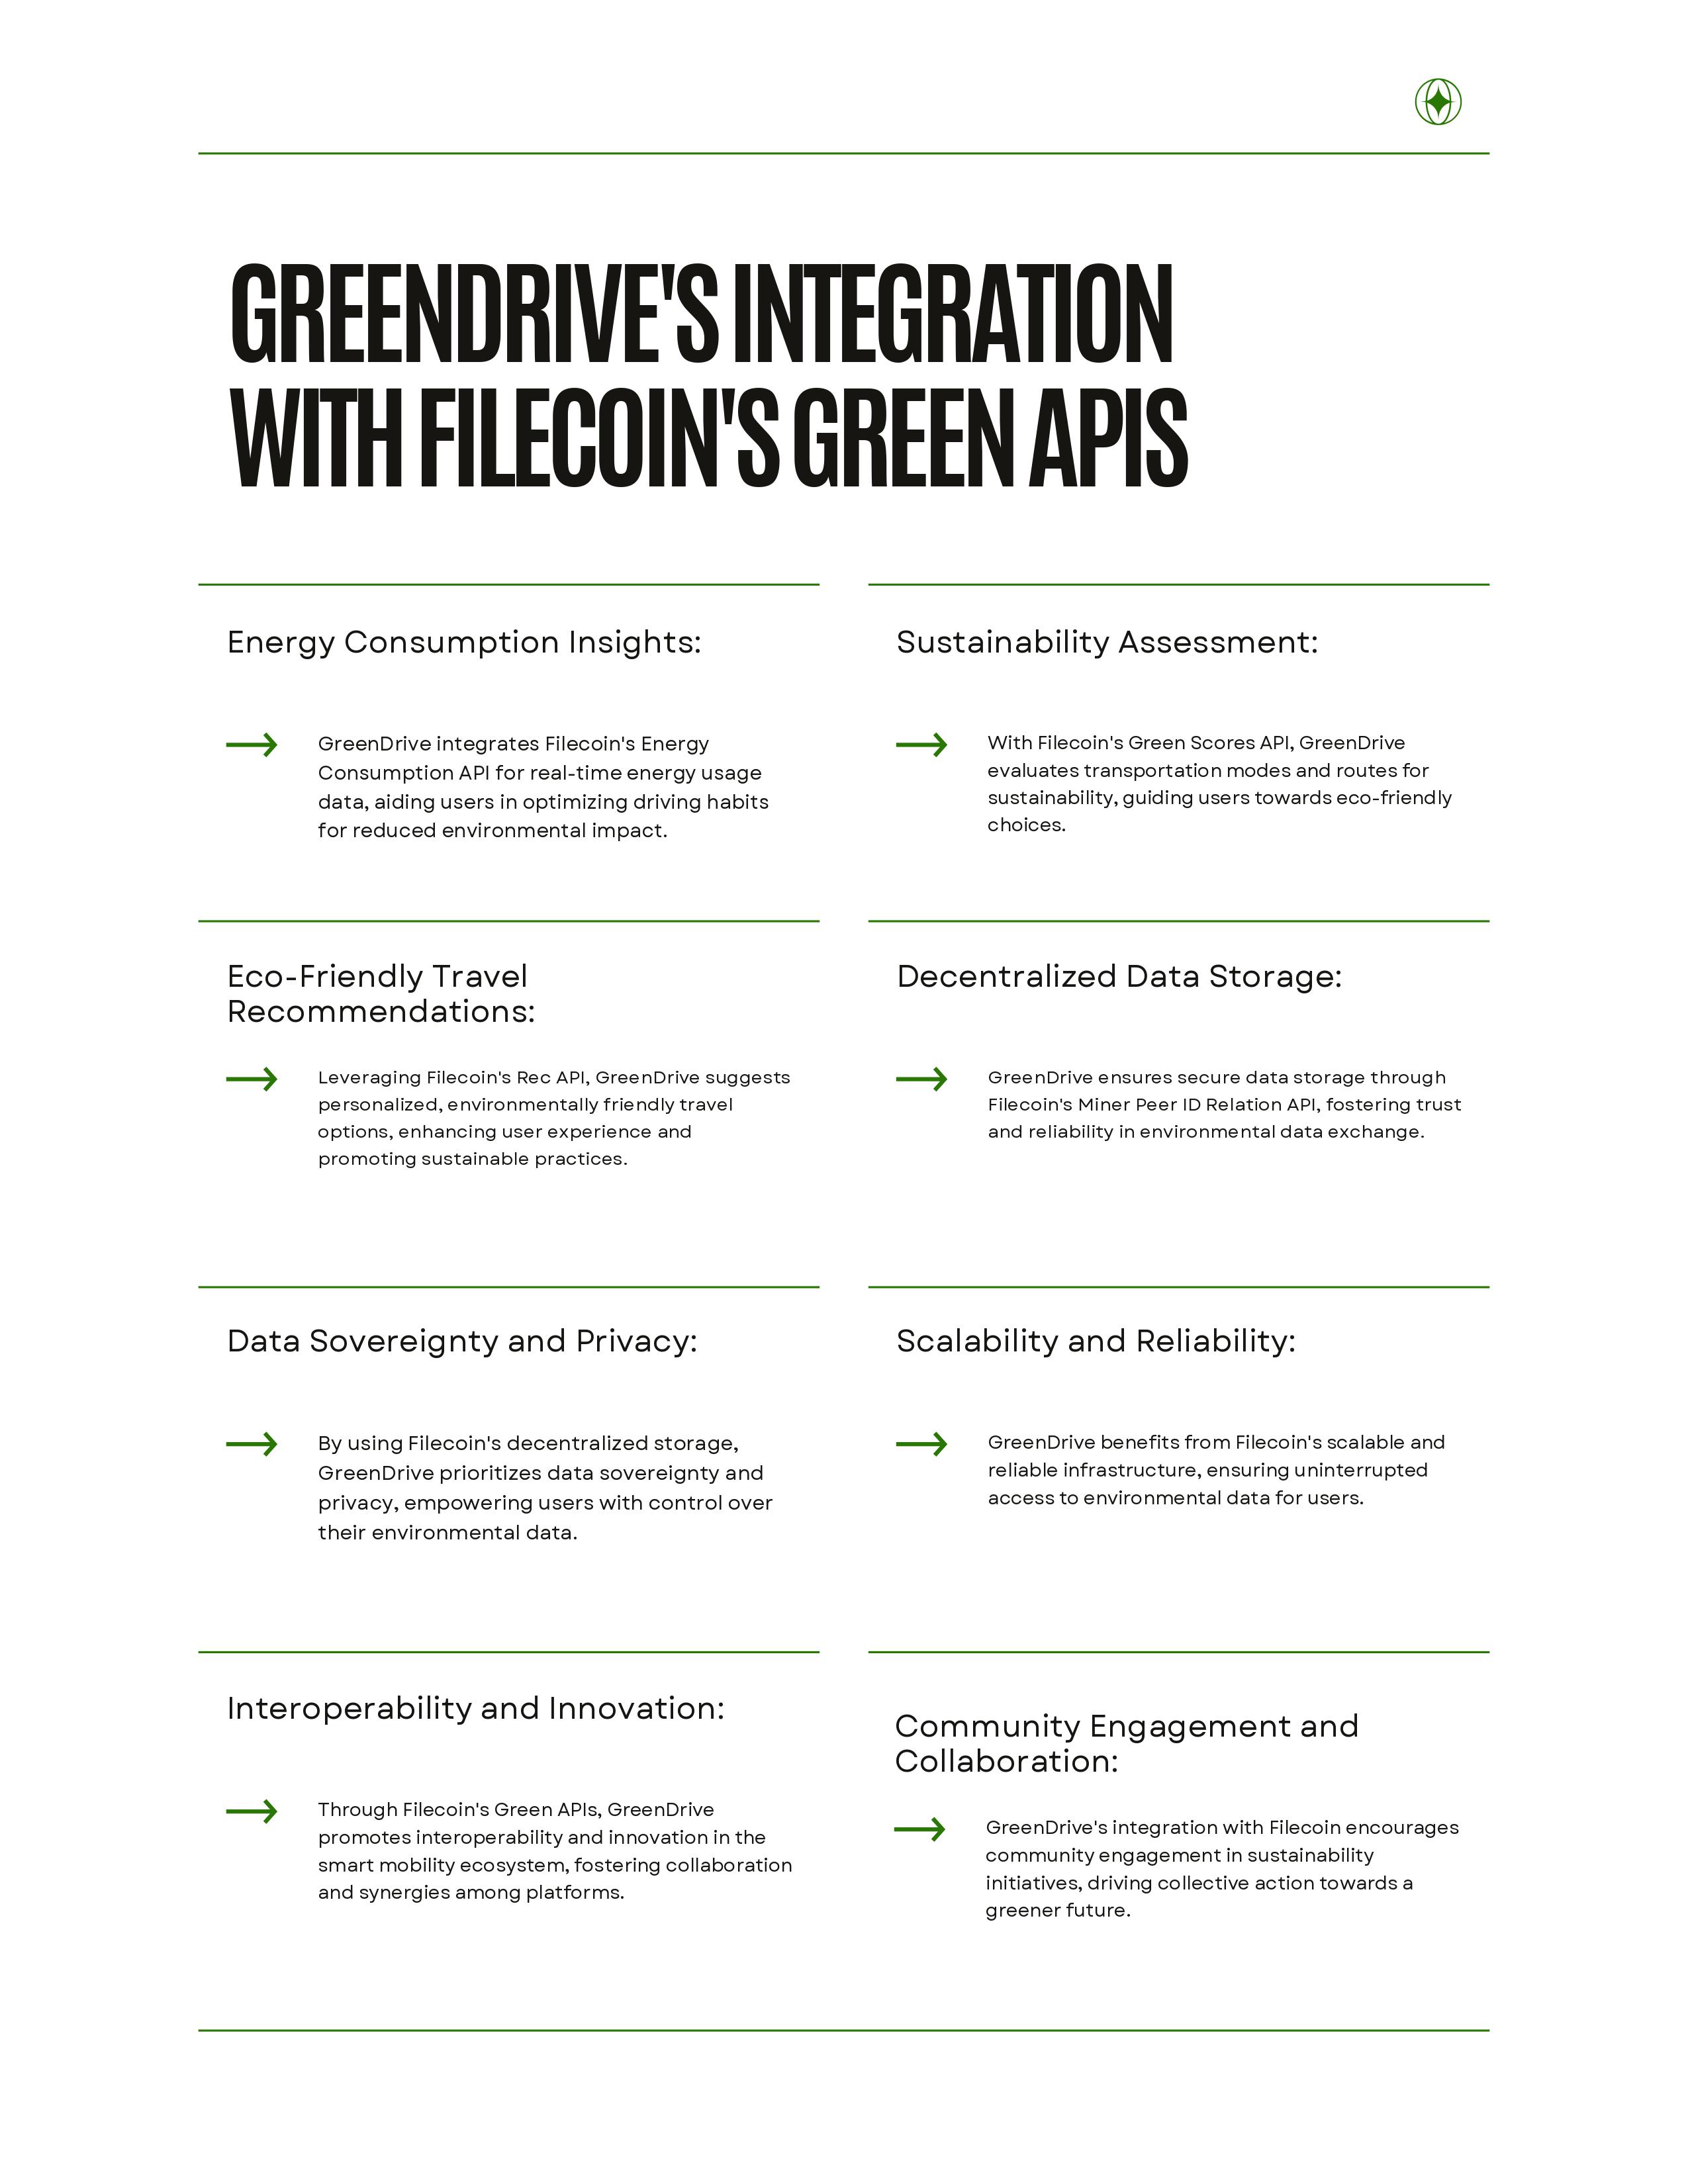 GREENDRIVE'S INTEGRATION
WITH FILECOIN'S GREEN APIS
Energy Consumption Insights:
GreenDrive integrates Filecoin's Energy
Consumption API for real-time energy usage
data, aiding users in optimizing driving habits
for reduced environmental impact.
Sustainability Assessment:
With Filecoin's Green Scores API, GreenDrive
evaluates transportation modes and routes for
sustainability, guiding users towards eco-friendly
choices.
Eco-Friendly Travel
Recommendations:
Leveraging Filecoin's Rec API, GreenDrive suggests
personalized, environmentally friendly travel
options, enhancing user experience and
promoting sustainable practices.
Decentralized Data Storage:
GreenDrive ensures secure data storage through
Filecoin's Miner Peer ID Relation API, fostering trust
and reliability in environmental data exchange.
Data Sovereignty and Privacy:
By using Filecoin's decentralized storage,
GreenDrive prioritizes data sovereignty and
privacy, empowering users with control over
their environmental data.
Scalability and Reliability:
GreenDrive benefits from Filecoin's scalable and
reliable infrastructure, ensuring uninterrupted
access to environmental data for users.
Interoperability and Innovation:
Through Filecoin's Green APIs, GreenDrive
promotes interoperability and innovation in the
smart mobility ecosystem, fostering collaboration
and synergies among platforms.
Community Engagement and
Collaboration:
GreenDrive's integration with Filecoin encourages
community engagement in sustainability
initiatives, driving collective action towards a
greener future.